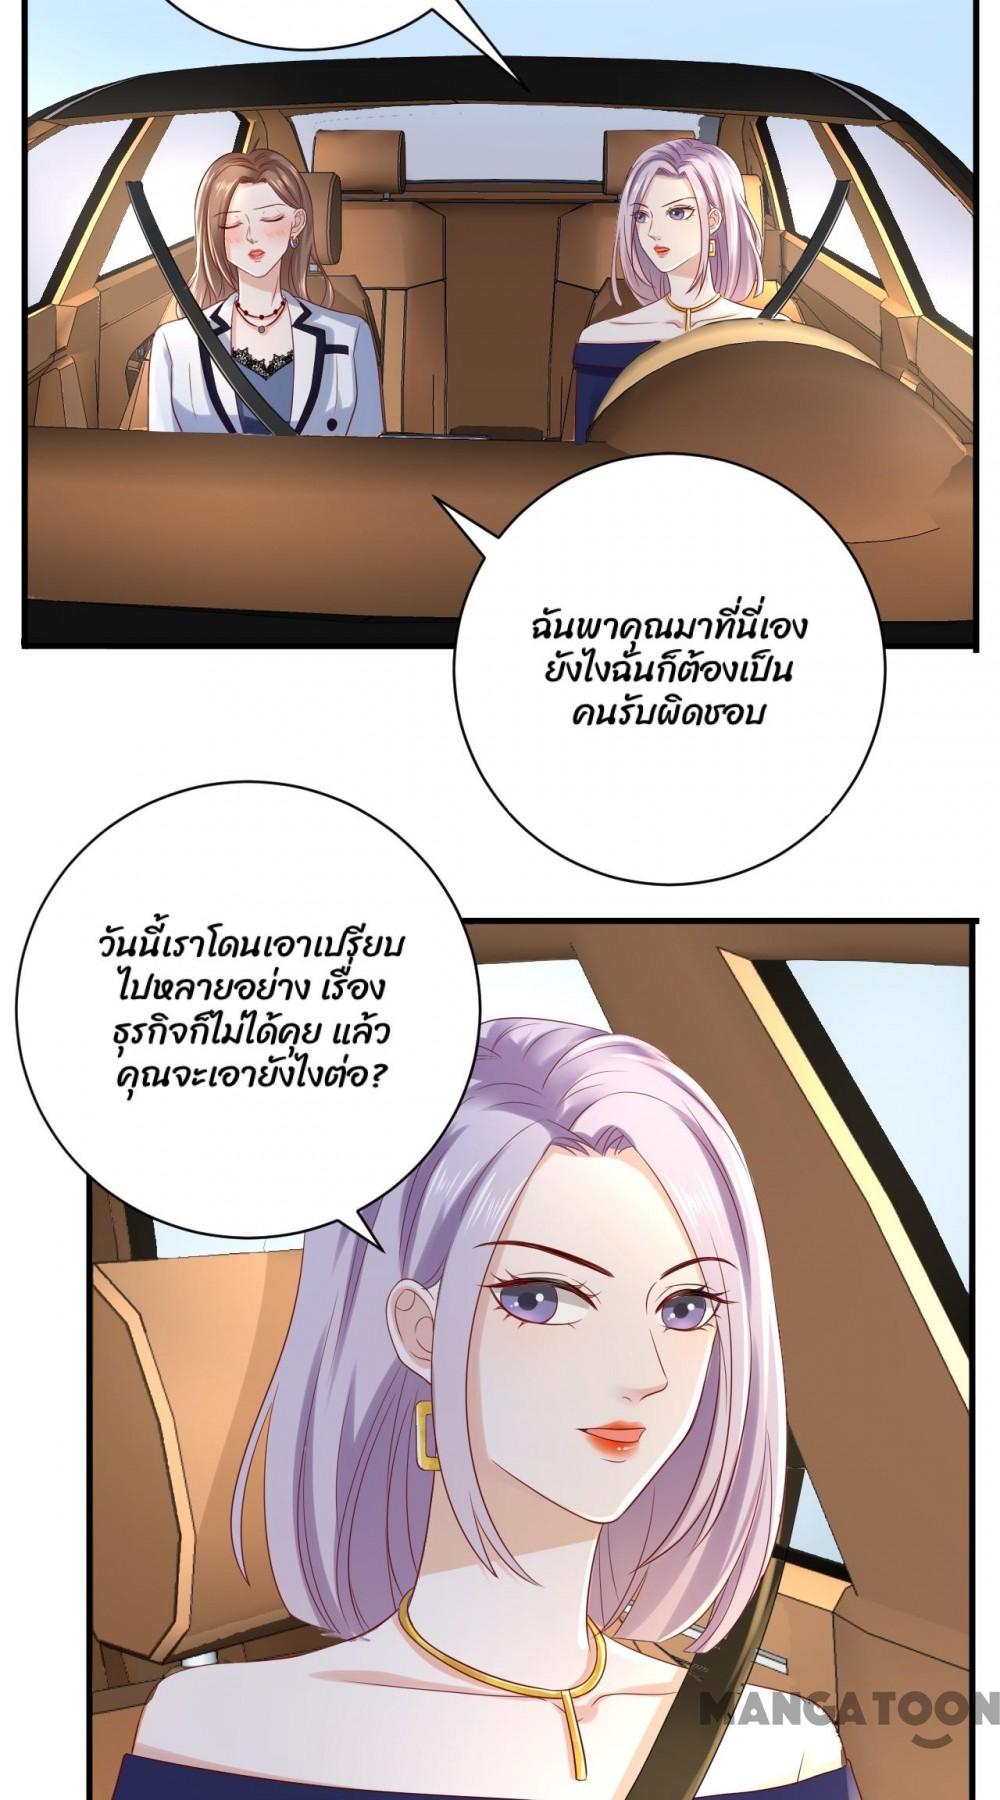 ฉันพาคุณมาที่นี่เอง
ยังไงฉันก็ต้องเป็น
คนรับผิดชอบ
วันนี้เราโดนเอาเปรียบ
ไปหลายอย่าง เรื่อง
ธุรกิจก็ไม่ได้คุย แล้ว
คุณจะเอายังไงต่อ?
MANGATOON